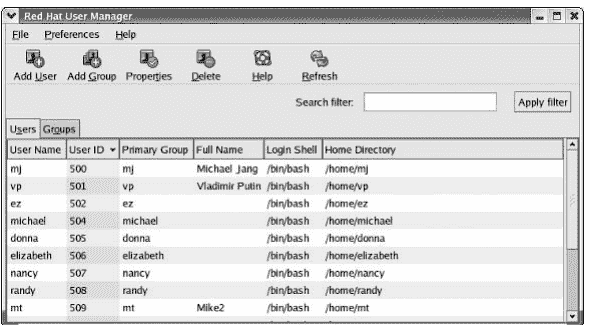 Red Hat User Manager
File Preferences Help
Add User Add Group Properties Delete Help Refresh
Search filter: Apply filter
Users Groups
User Name User ID Primary Group Full Name Login Shell Home Directory
mj 500 mj Michael Jang /bin/bash /home/mj
vp 501 vp Vladimir Putin /bin/bash /home/vp
ez 502 ez /bin/bash /home/ez
michael 504 michael /bin/bash /home/michael
donna 505 donna /bin/bash /home/donna
elizabeth 506 elizabeth /bin/bash /home/elizabeth
nancy 507 nancy /bin/bash /home/nancy
randy 508 randy /bin/bash /home/randy
mt 509 mt Mike2 /bin/bash /home/mt